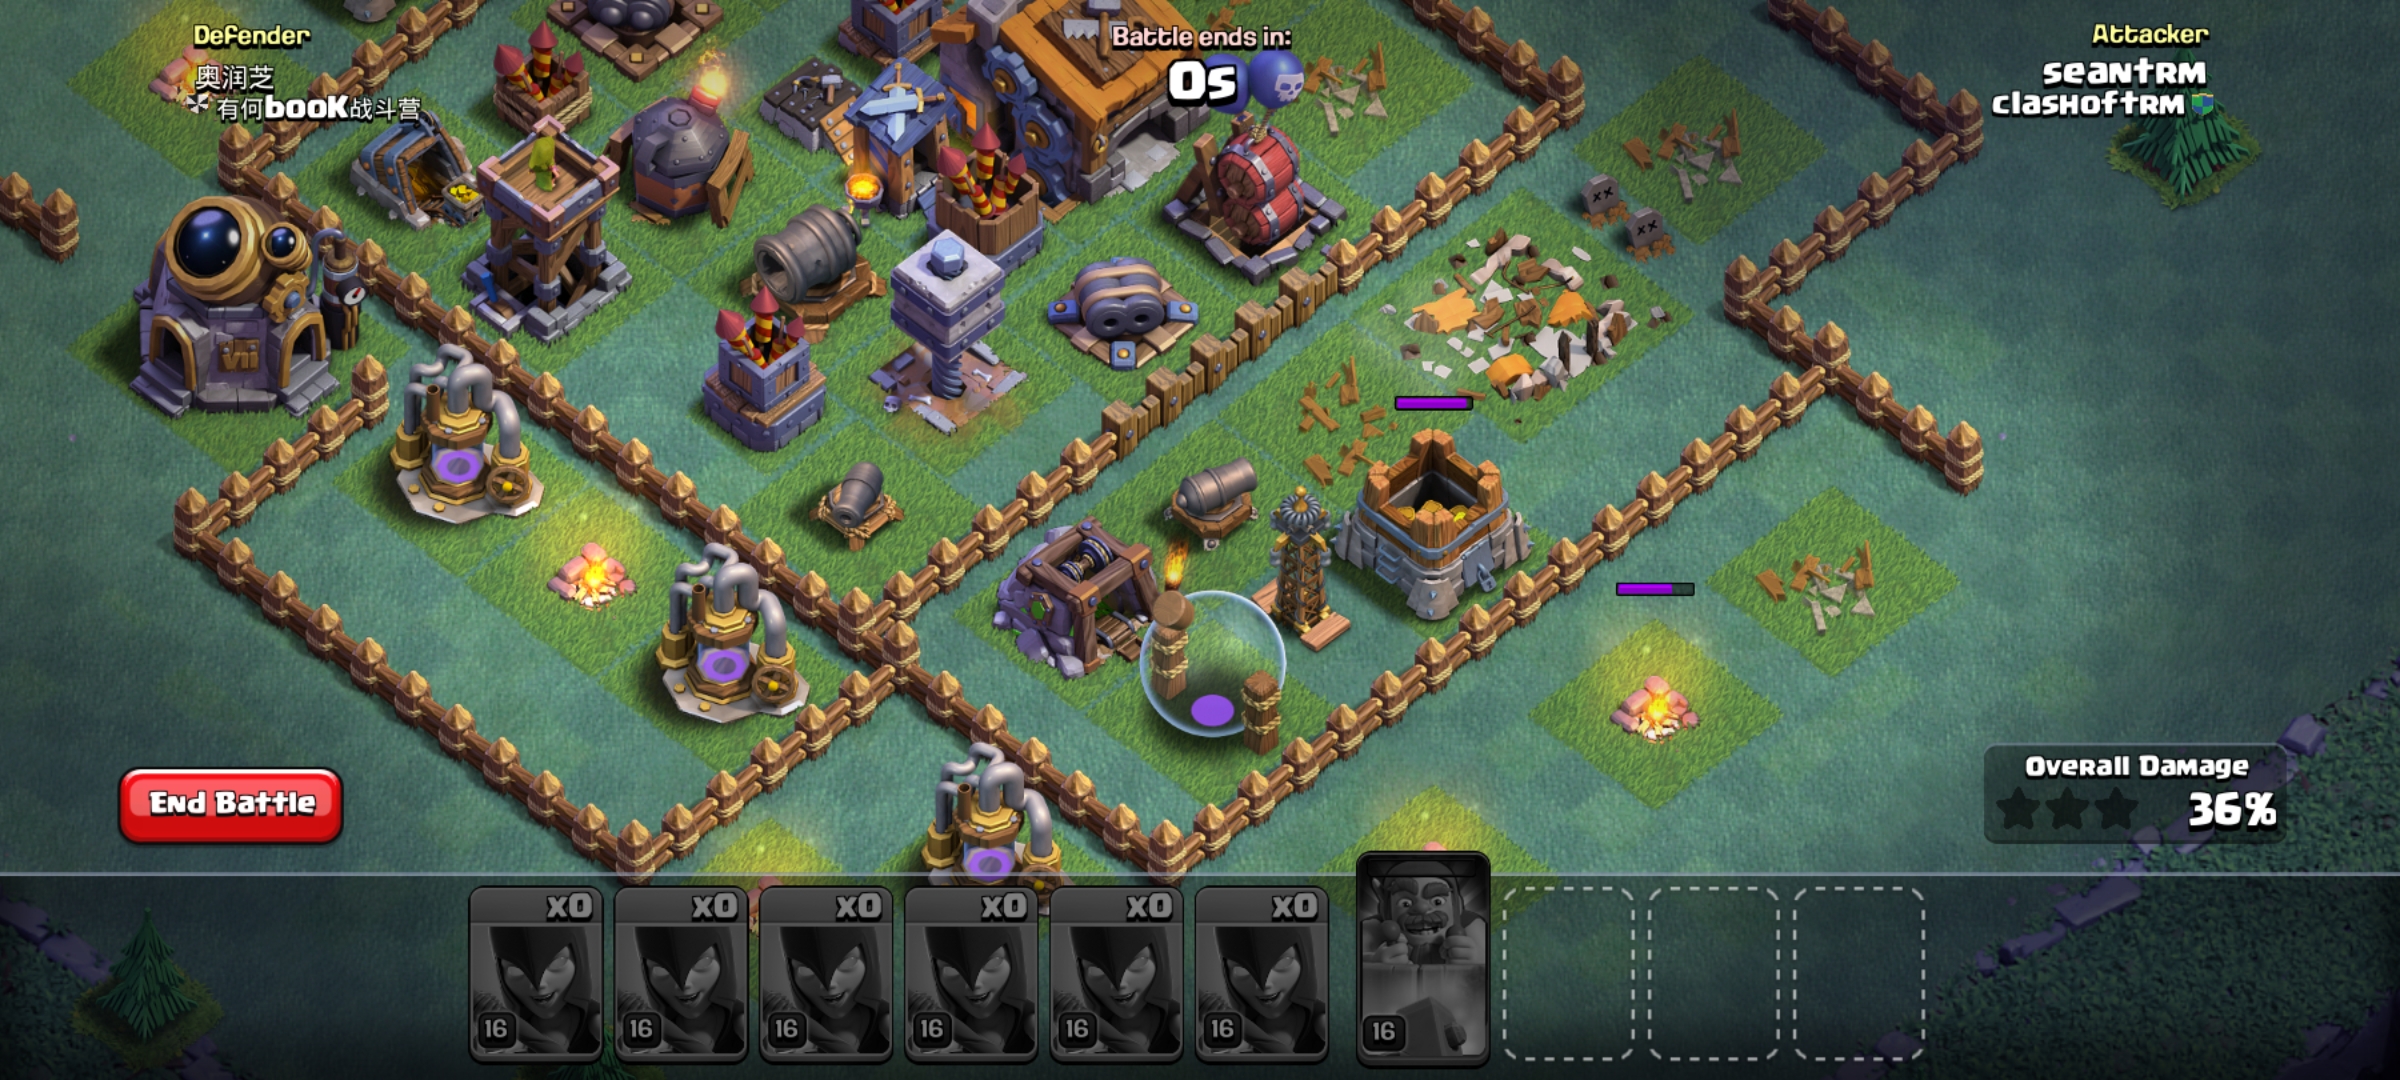 Defender
奥润芝
有何booK战斗营
Battle ends in:
0s
Attacker
seantRM
clashoftRM
VII
End Battle
Overall Damage
36%
x0 x0 x0 x0 x0 x0
16 16 16 16 16 16 16